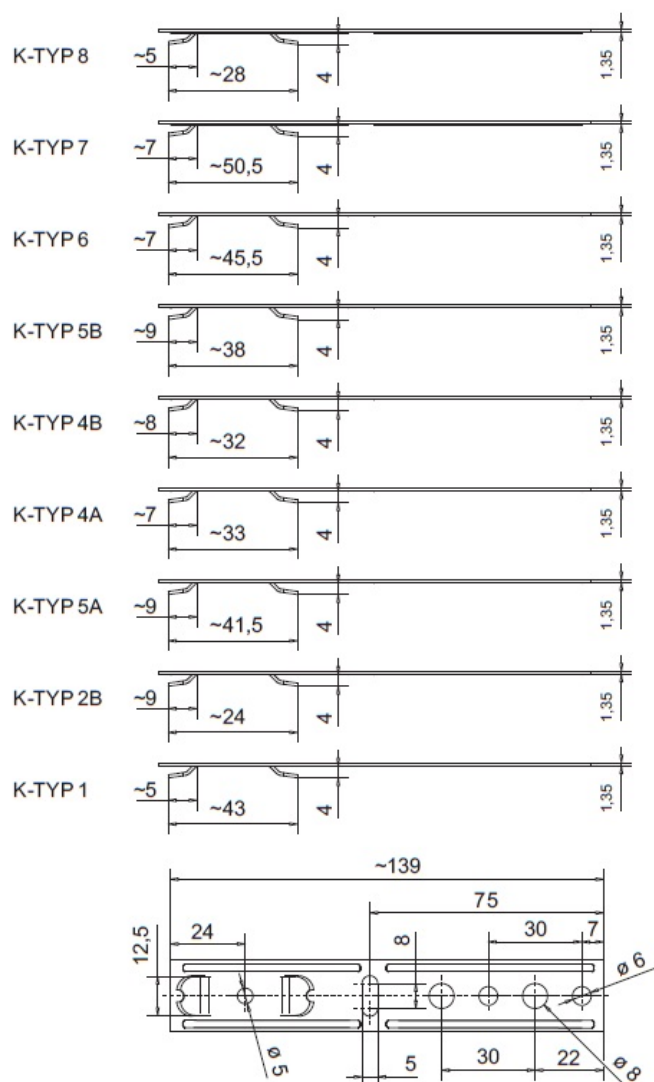 K-TYP 8 ~5 ~28 4 1,35
K-TYP 7 ~7 ~50,5 4 1,35
K-TYP 6 ~7 ~45,5 4 1,35
K-TYP 5B ~9 ~38 4 1,35
K-TYP 4B ~8 ~32 4 1,35
K-TYP 4A ~7 ~33 4 1,35
K-TYP 5A ~9 ~41,5 4 1,35
K-TYP 2B ~9 ~24 4 1,35
K-TYP 1 ~5 ~43 4 1,35
~139
75
24 30 7
12,5 8
ø 6
ø 5 5 30 22 ø 8